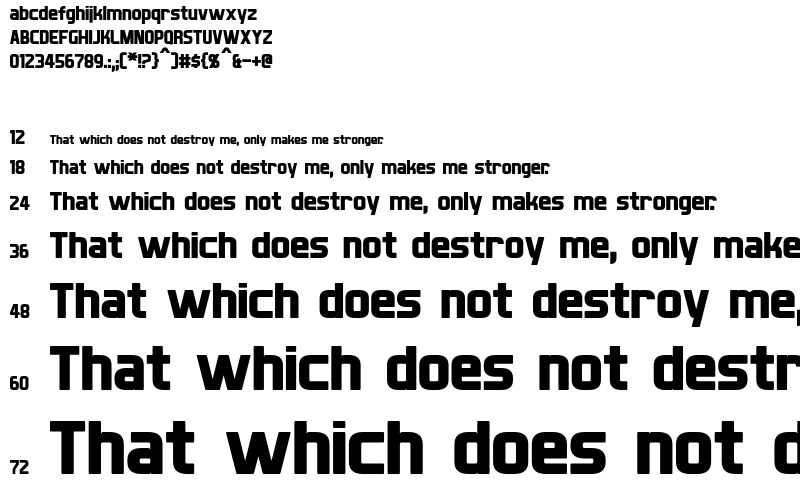 abcdefghijklmnopqrstuvwxyz
ABCDEFGHIJKLMNOPQRSTUVWXYZ
0123456789.:,;(*!?}^)#${%^&-+@
12 That which does not destroy me, only makes me stronger.
18 That which does not destroy me, only makes me stronger.
24 That which does not destroy me, only makes me stronger.
36 That which does not destroy me, only make
48 That which does not destroy me,
60 That which does not destr
72 That which does not d